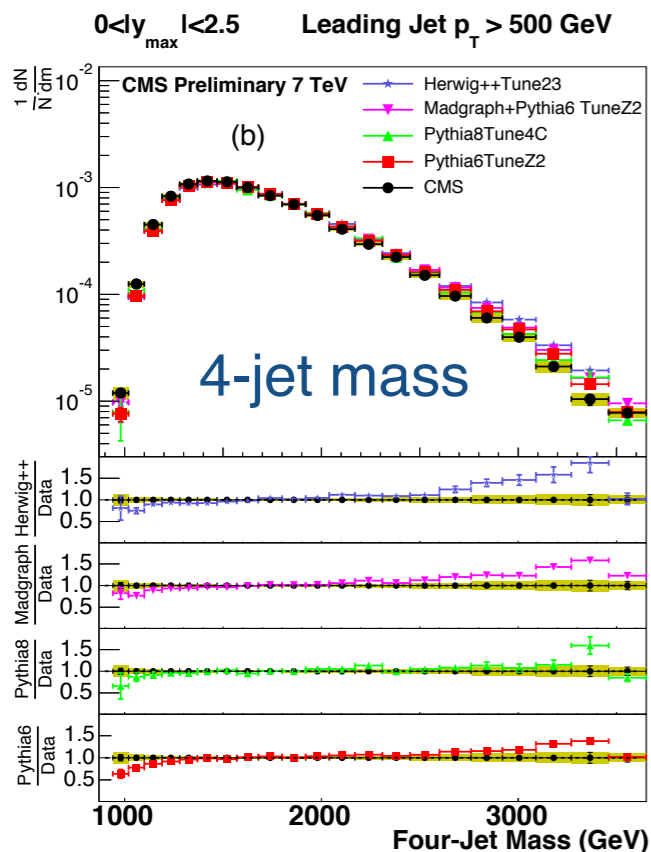 0<|y_max|<2.5 Leading Jet p_T > 500 GeV
1 dN
N dm
10^-2
10^-3
10^-4
10^-5
CMS Preliminary 7 TeV
(b)
Herwig++Tune23
Madgraph+Pythia6 TuneZ2
Pythia8Tune4C
Pythia6TuneZ2
CMS
4-jet mass
Herwig++
Data
1.5
1.0
0.5
Madgraph
Data
1.5
1.0
0.5
Pythia8
Data
1.5
1.0
0.5
Pythia6
Data
1.5
1.0
0.5
1000 2000 3000
Four-Jet Mass (GeV)